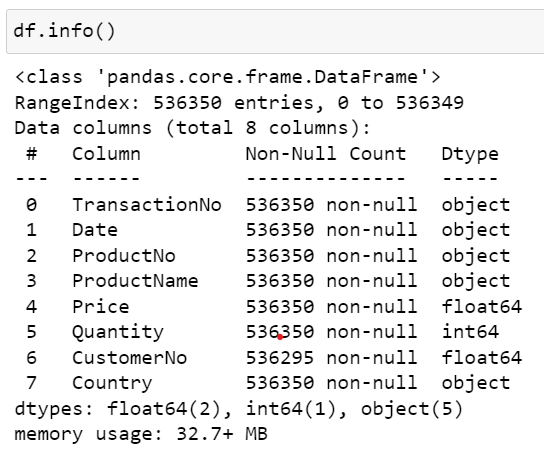 df.info()
<class 'pandas.core.frame.DataFrame'>
RangeIndex: 536350 entries, 0 to 536349
Data columns (total 8 columns):
 #   Column         Non-Null Count   Dtype
---  ------         --------------   -----
 0   TransactionNo  536350 non-null  object
 1   Date           536350 non-null  object
 2   ProductNo      536350 non-null  object
 3   ProductName    536350 non-null  object
 4   Price          536350 non-null  float64
 5   Quantity       536350 non-null  int64
 6   CustomerNo     536295 non-null  float64
 7   Country        536350 non-null  object
dtypes: float64(2), int64(1), object(5)
memory usage: 32.7+ MB